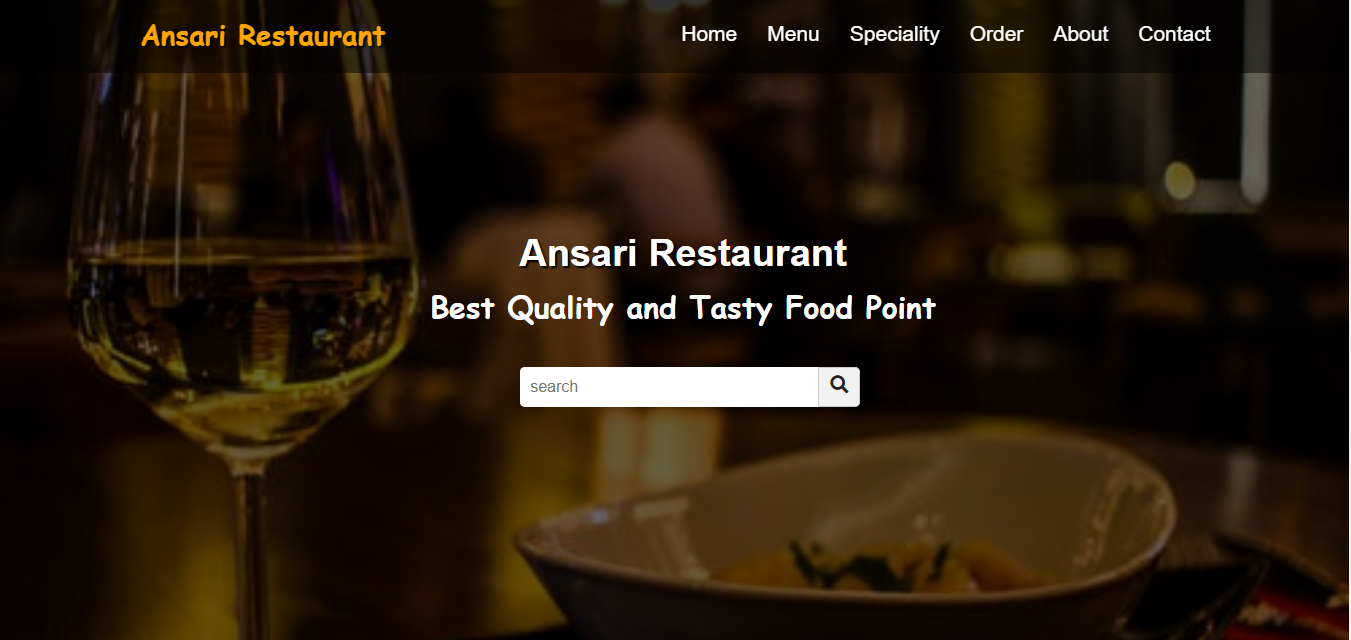 Ansari Restaurant
Home Menu Speciality Order About Contact
Ansari Restaurant
Best Quality and Tasty Food Point
search